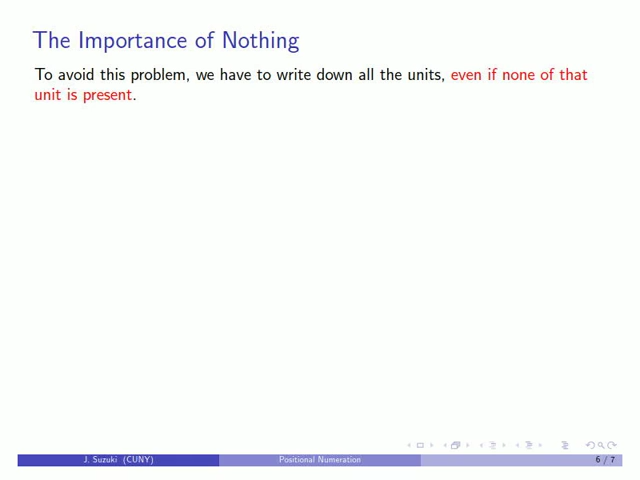 The Importance of Nothing
To avoid this problem, we have to write down all the units, even if none of that
unit is present.
J. Suzuki (CUNY) Positional Numeration 6 / 7